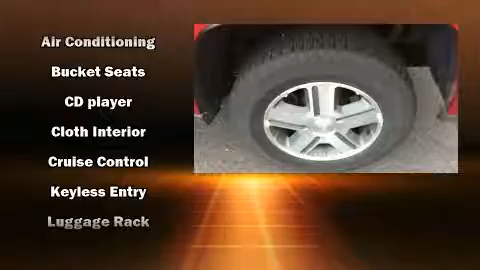 Air Conditioning
Bucket Seats
CD player
Cloth Interior
Cruise Control
Keyless Entry
Luggage Rack